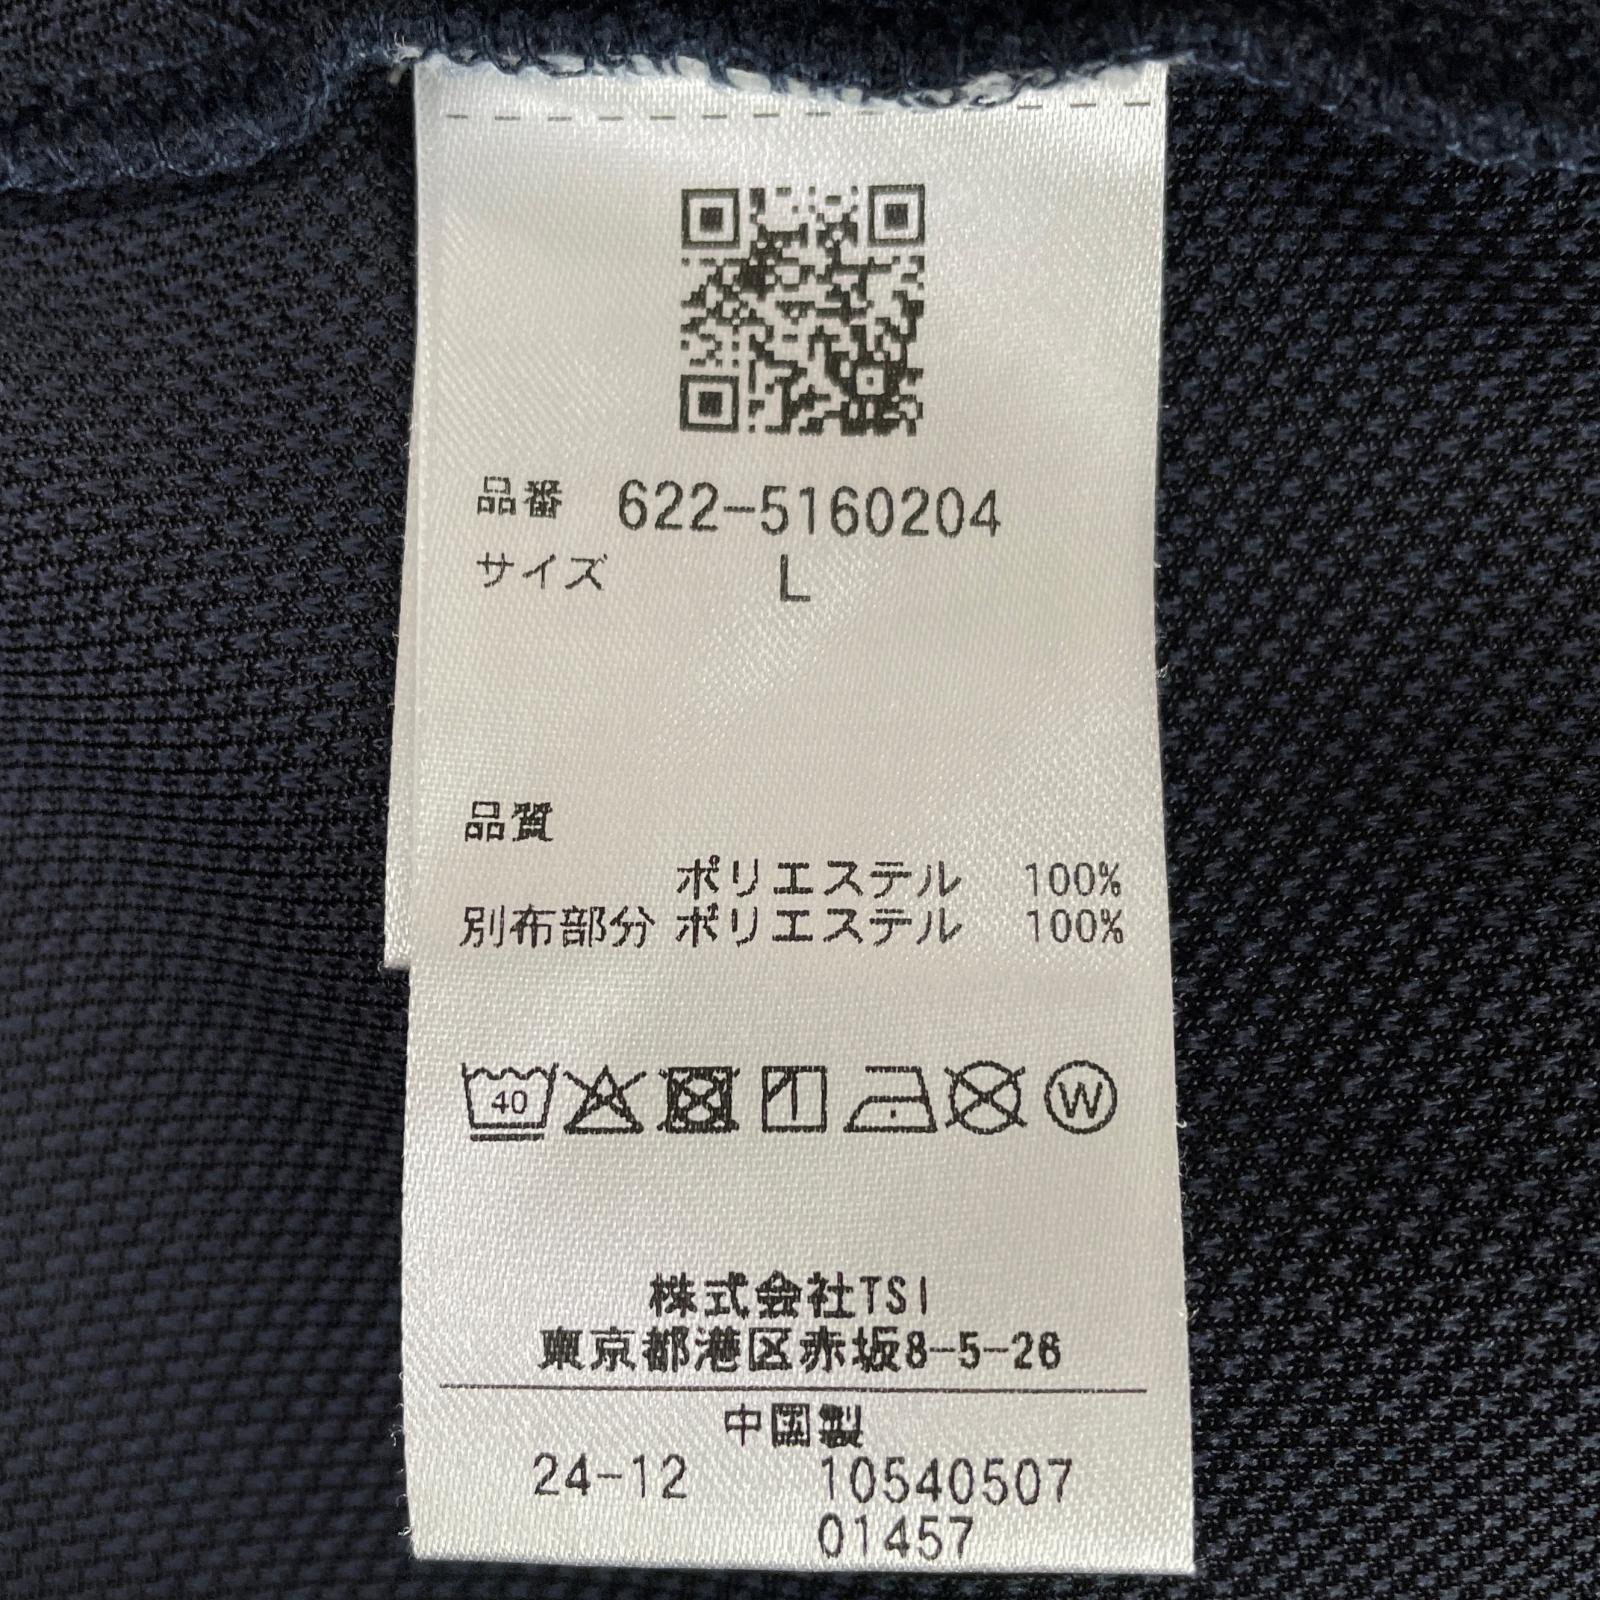 品番 622-5160204
サイズ L
品質
ポリエステル 100%
別布部分 ポリエステル 100%
40 W
株式会社TSI
東京都港区赤坂8-5-26
中国製
24-12 10540507
01457